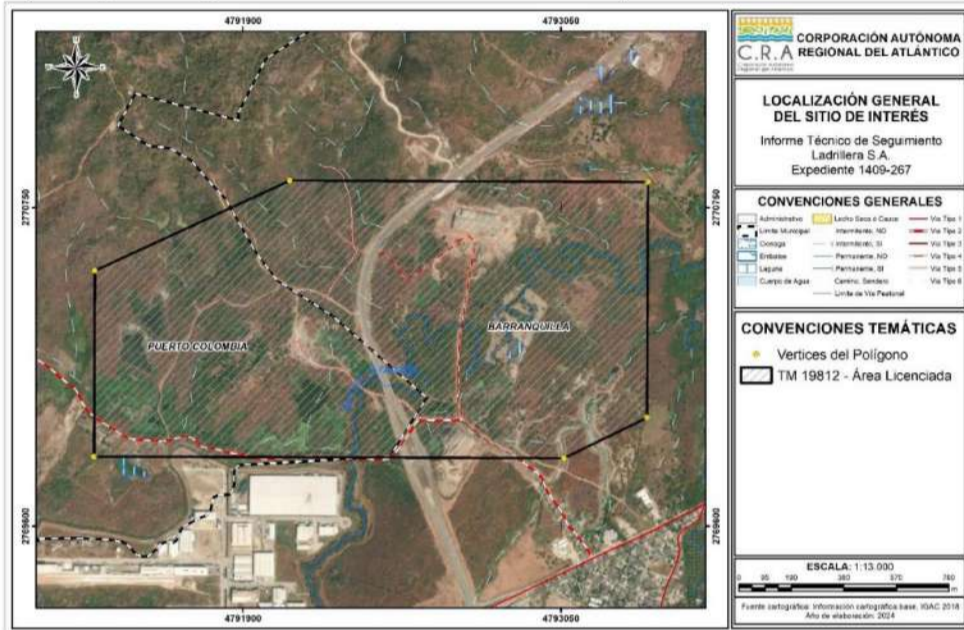 4791900
4793050
2770750
2770750
2769600
2769600
PUERTO COLOMBIA
BARRANQUILLA
C.R.A
CORPORACIÓN AUTÓNOMA
REGIONAL DEL ATLÁNTICO
LOCALIZACIÓN GENERAL
DEL SITIO DE INTERÉS
Informe Técnico de Seguimiento
Ladrillera S.A.
Expediente 1409-267
CONVENCIONES GENERALES
Administrativo
Limite Municipal
Cienaga
Embalse
Laguna
Cuerpo de Agua
Lecho Seco ó Cauce
Intermitente, NO
Intermitente, SI
Permanente, NO
Permanente, SI
Camino, Sendero
Limite de Vía Peatonal
Vía Tipo 1
Vía Tipo 2
Vía Tipo 3
Vía Tipo 4
Vía Tipo 5
Vía Tipo 6
CONVENCIONES TEMÁTICAS
Vertices del Polígono
TM 19812 - Área Licenciada
ESCALA: 1:13.000
0 95 190 380 570 760
m
Fuente cartográfica: Información cartográfica base, IGAC 2018
Año de elaboración: 2024